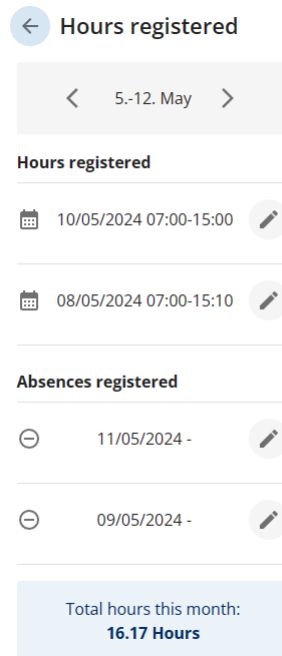 Hours registered
5.-12. May
Hours registered
10/05/2024 07:00-15:00
08/05/2024 07:00-15:10
Absences registered
11/05/2024 -
09/05/2024 -
Total hours this month:
16.17 Hours